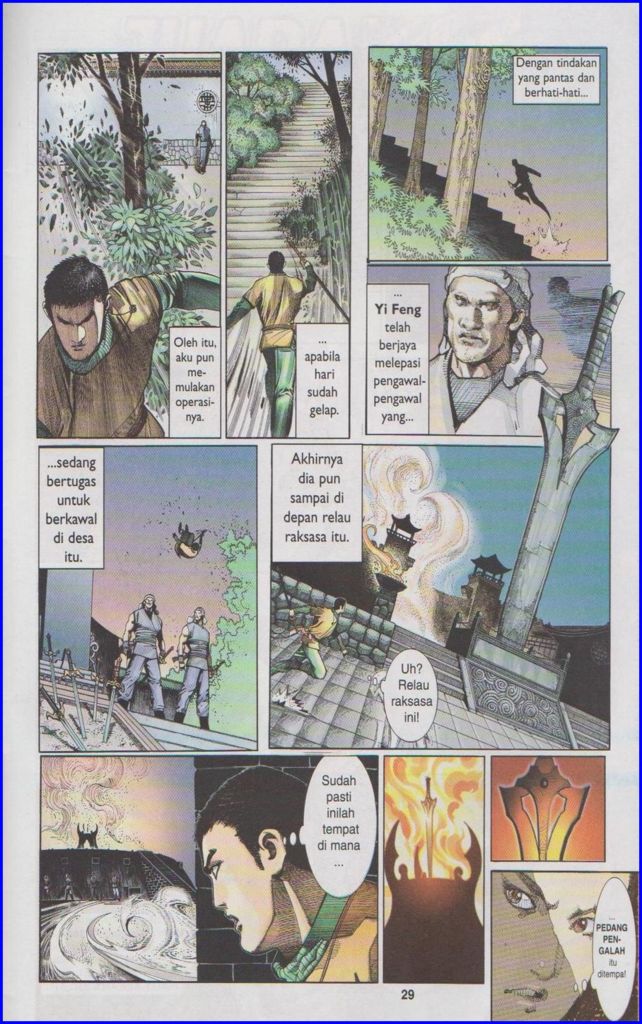 Oleh itu,
aku pun
me-
mulakan
operasi-
nya.
...
apabila
hari
sudah
gelap.
Dengan tindakan
yang pantas dan
berhati-hati...
...
Yi Feng
telah
berjaya
melepasi
pengawal-
pengawal
yang...
...sedang
bertugas
untuk
berkawal
di desa
itu.
Akhirnya
dia pun
sampai di
depan relau
raksasa itu.
Uh?
Relau
raksasa
ini!
Sudah
pasti
inilah
tempat
di mana
...
...
PEDANG
PEN-
GALAH
itu
ditempa!
29